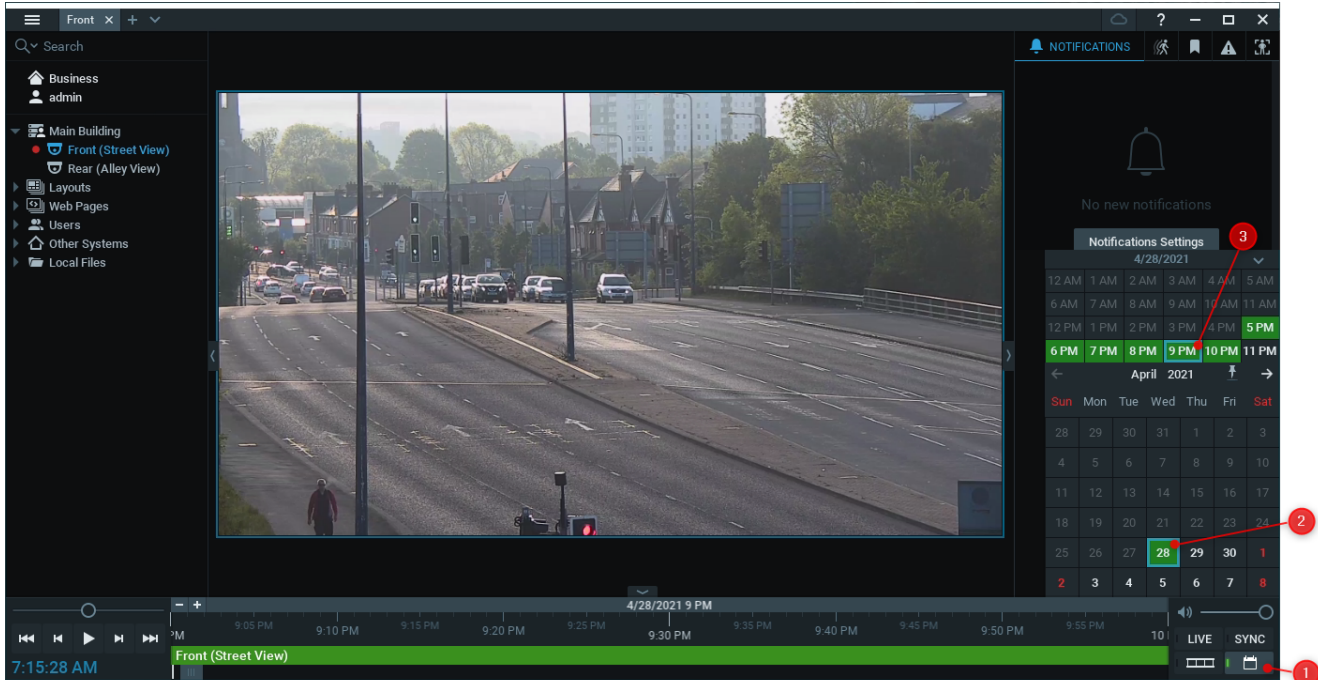 Front
Search
NOTIFICATIONS
Business
admin
Main Building
Front (Street View)
Rear (Alley View)
Layouts
Web Pages
Users
Other Systems
Local Files
No new notifications
Notifications Settings
3
4/28/2021
12 AM 1 AM 2 AM 3 AM 4 AM 5 AM
6 AM 7 AM 8 AM 9 AM 10 AM 11 AM
12 PM 1 PM 2 PM 3 PM 4 PM 5 PM
6 PM 7 PM 8 PM 9 PM 10 PM 11 PM
April 2021
Sun Mon Tue Wed Thu Fri Sat
28 29 30 31 1 2 3
4 5 6 7 8 9 10
11 12 13 14 15 16 17
18 19 20 21 22 23 24
2
25 26 27 28 29 30 1
2 3 4 5 6 7 8
4/28/2021 9 PM
PM 9:05 PM 9:10 PM 9:15 PM 9:20 PM 9:25 PM 9:30 PM 9:35 PM 9:40 PM 9:45 PM 9:50 PM 9:55 PM 10
LIVE SYNC
Front (Street View)
7:15:28 AM
1